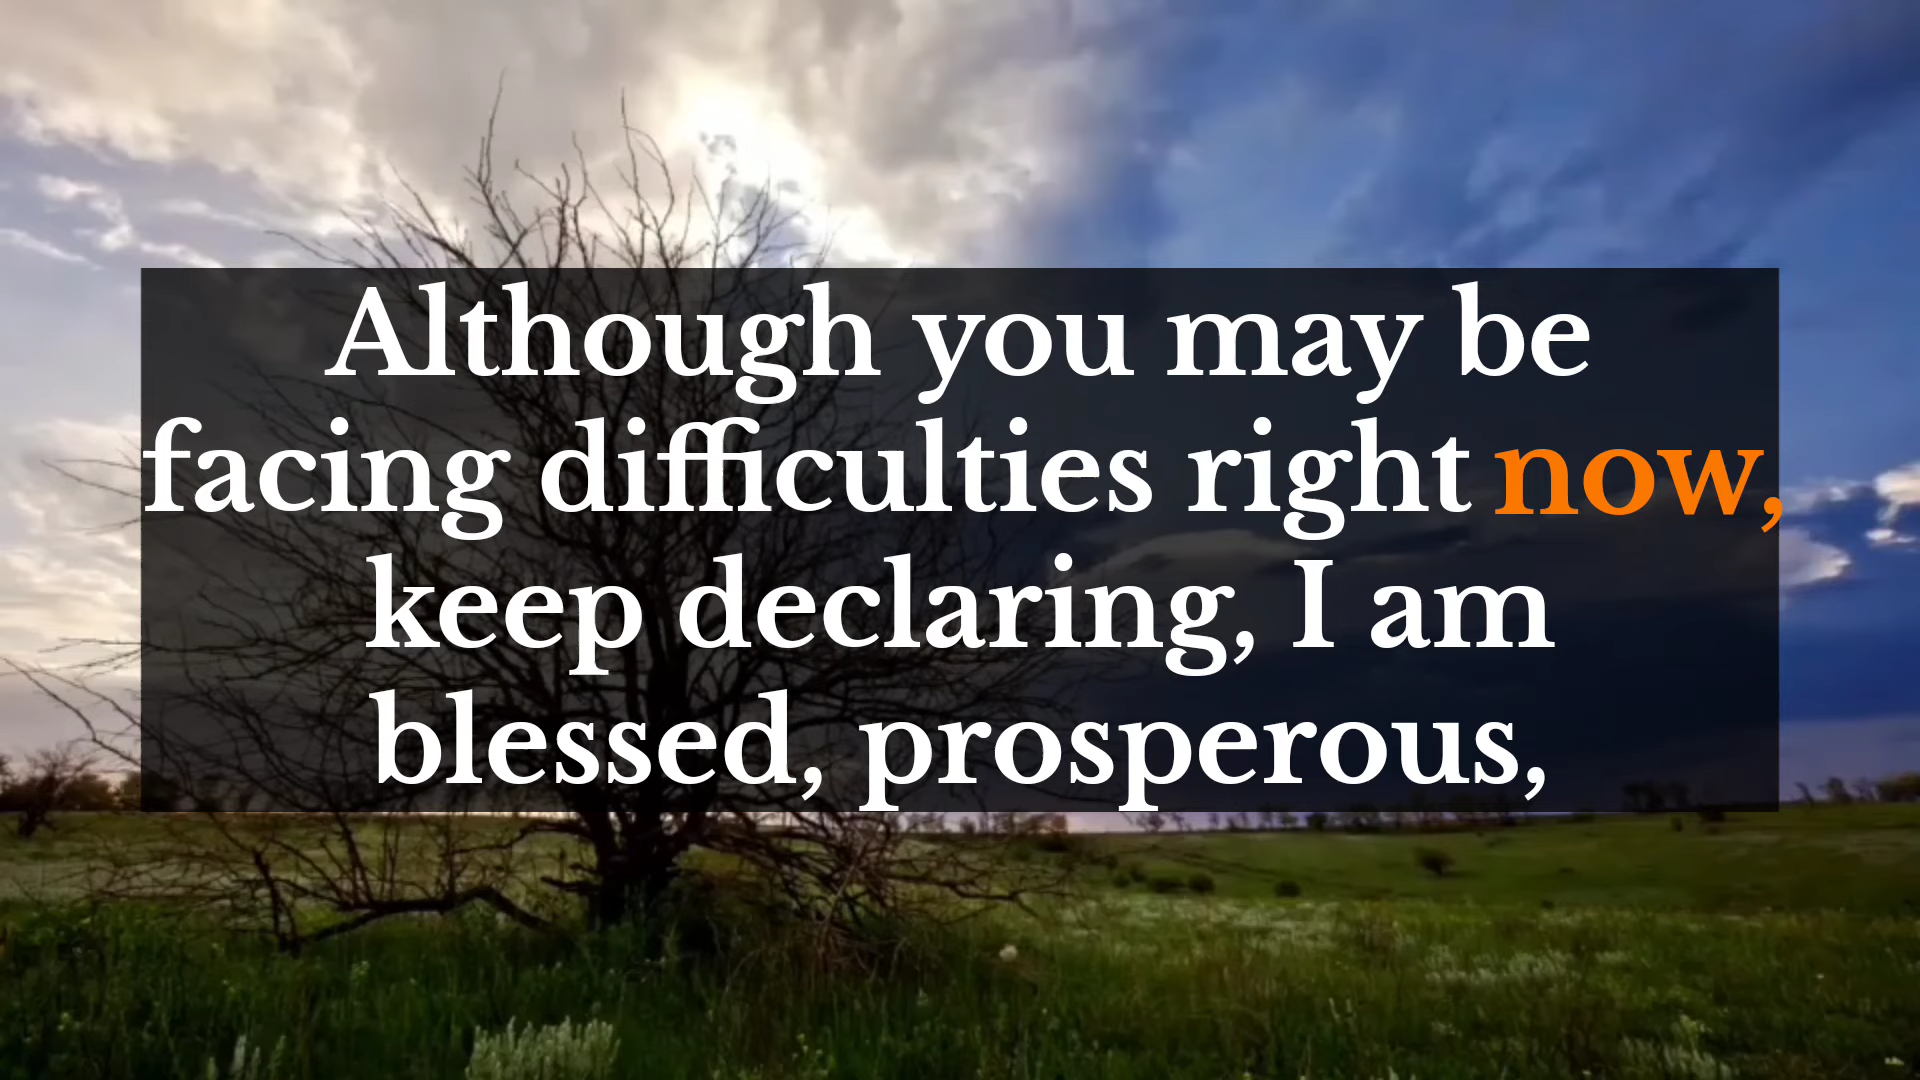 Although you may be
facing difficulties right now,
keep declaring, I am
blessed, prosperous,